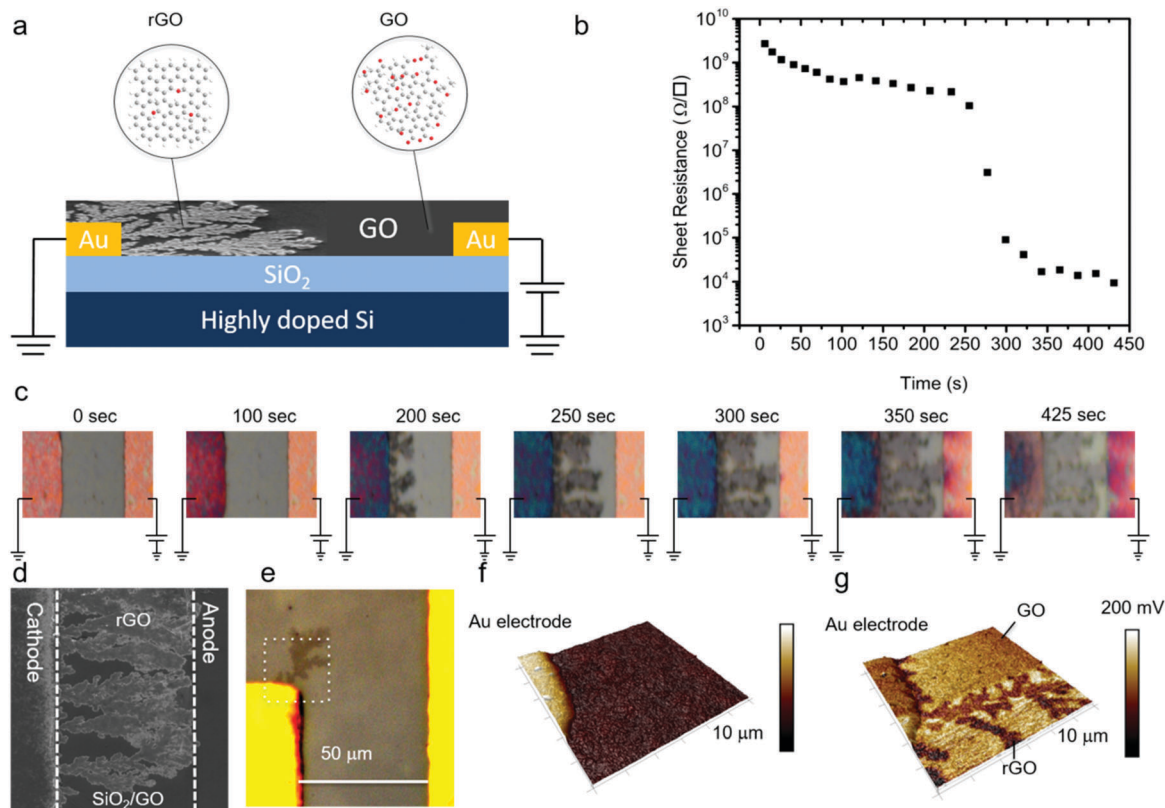 a
rGO
GO
Au
GO
Au
SiO2
Highly doped Si
b
Sheet Resistance (Ω/□)
10^10
10^9
10^8
10^7
10^6
10^5
10^4
10^3
0 50 100 150 200 250 300 350 400 450
Time (s)
c
0 sec 100 sec 200 sec 250 sec 300 sec 350 sec 425 sec
d
Cathode
rGO
Anode
SiO2/GO
e
50 μm
f
Au electrode
10 μm
g
Au electrode
GO
200 mV
10 μm
rGO